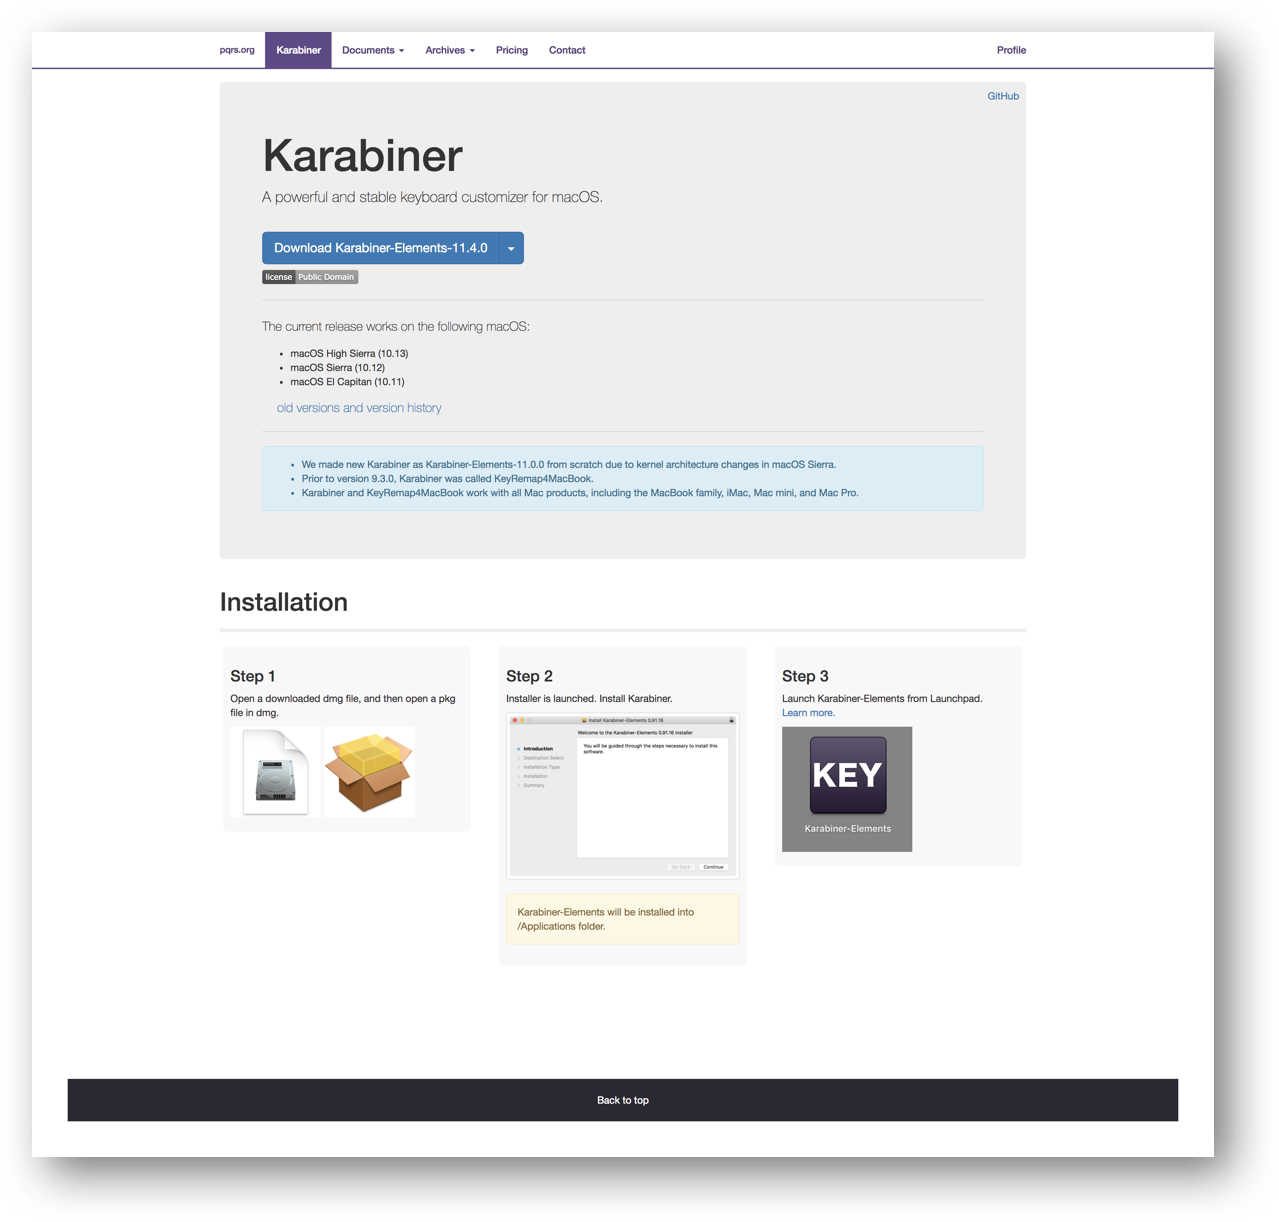 pqrs.org
Karabiner
Documents
Archives
Pricing
Contact
Profile
GitHub
Karabiner
A powerful and stable keyboard customizer for macOS.
Download Karabiner-Elements-11.4.0
license Public Domain
The current release works on the following macOS:
• macOS High Sierra (10.13)
• macOS Sierra (10.12)
• macOS El Capitan (10.11)
old versions and version history
• We made new Karabiner as Karabiner-Elements-11.0.0 from scratch due to kernel architecture changes in macOS Sierra.
• Prior to version 9.3.0, Karabiner was called KeyRemap4MacBook.
• Karabiner and KeyRemap4MacBook work with all Mac products, including the MacBook family, iMac, Mac mini, and Mac Pro.
Installation
Step 1
Open a downloaded dmg file, and then open a pkg
file in dmg.
Step 2
Installer is launched. Install Karabiner.
Install Karabiner-Elements 0.91.16
Welcome to the Karabiner-Elements 0.91.16 Installer
Introduction
Destination Select
Installation Type
Installation
Summary
You will be guided through the steps necessary to install this
software.
Go Back
Continue
Karabiner-Elements will be installed into
/Applications folder.
Step 3
Launch Karabiner-Elements from Launchpad.
Learn more.
KEY
Karabiner-Elements
Back to top